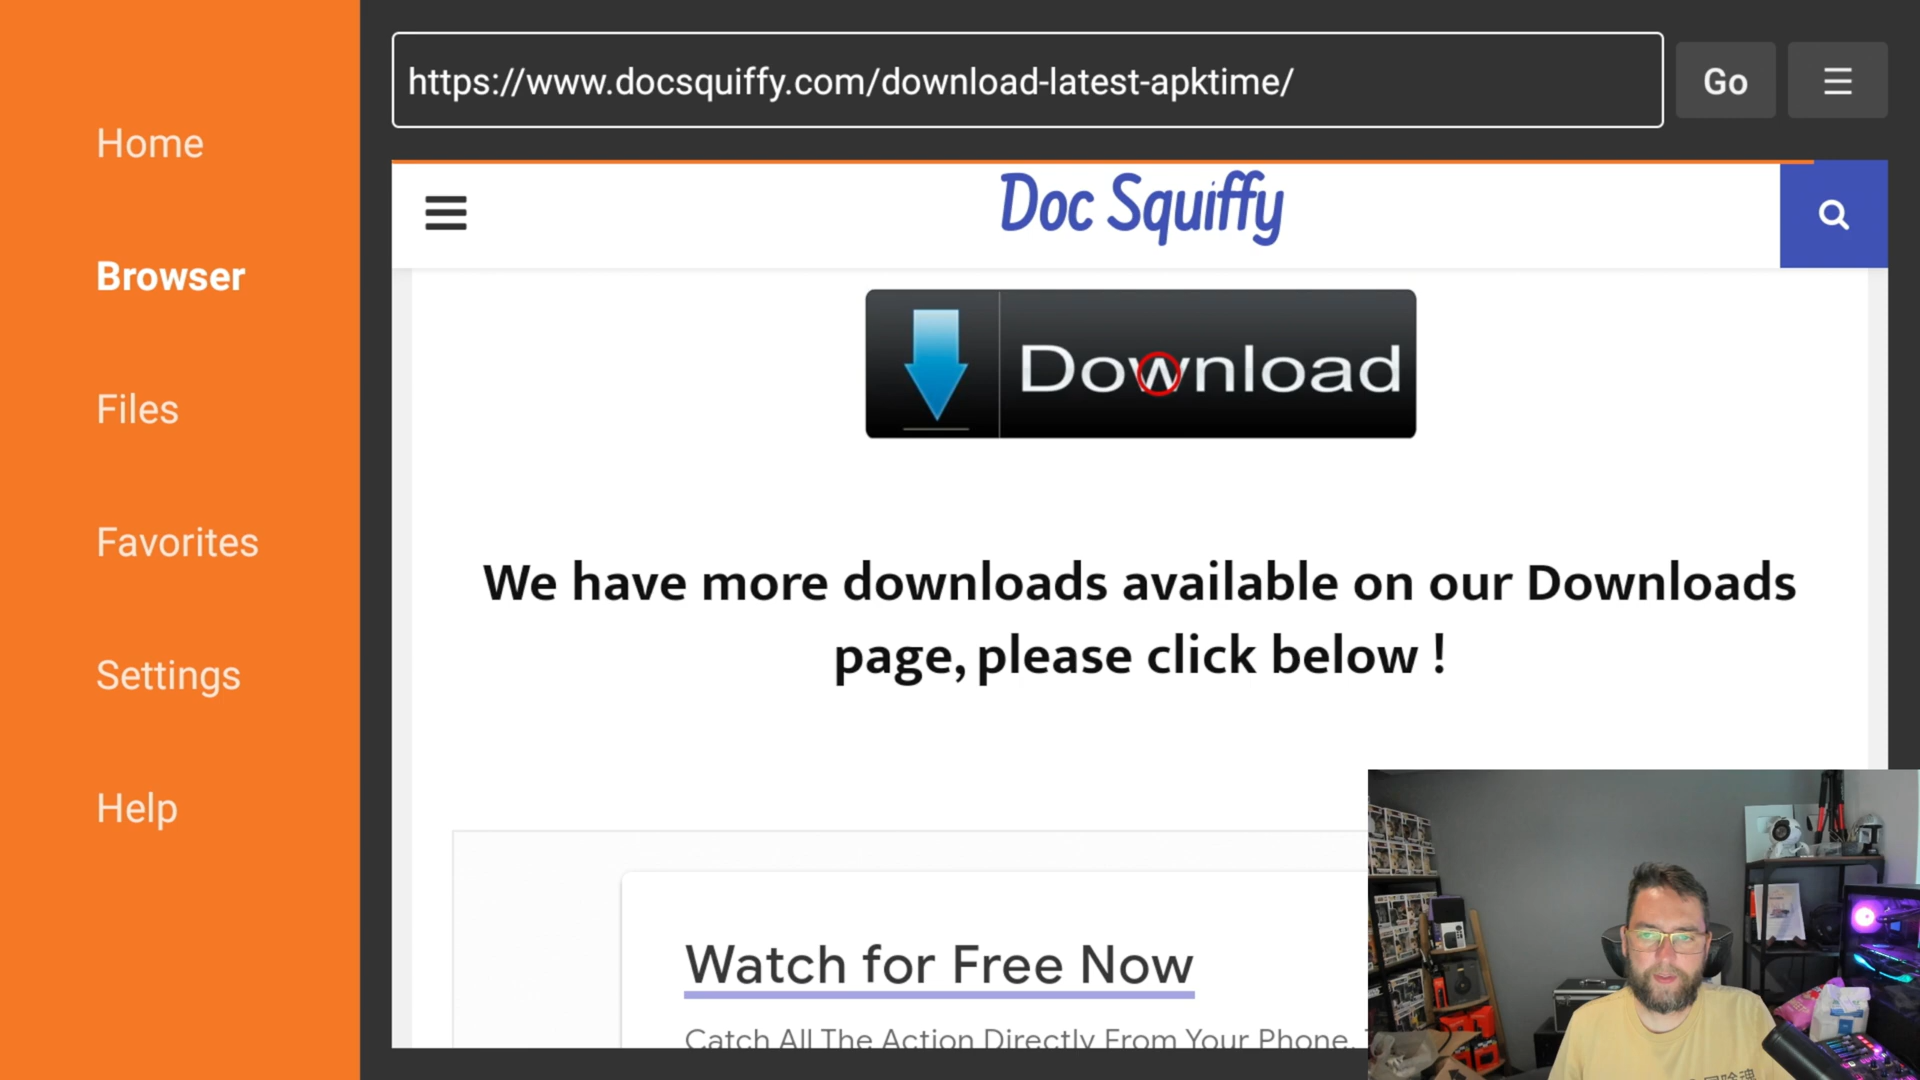 https://www.docsquiffy.com/download-latest-apktime/
Go
Home
Browser
Files
Favorites
Settings
Help
Doc Squiffy
Download
We have more downloads available on our Downloads
page, please click below !
Watch for Free Now
Catch All The Action Directly From Your Phone.